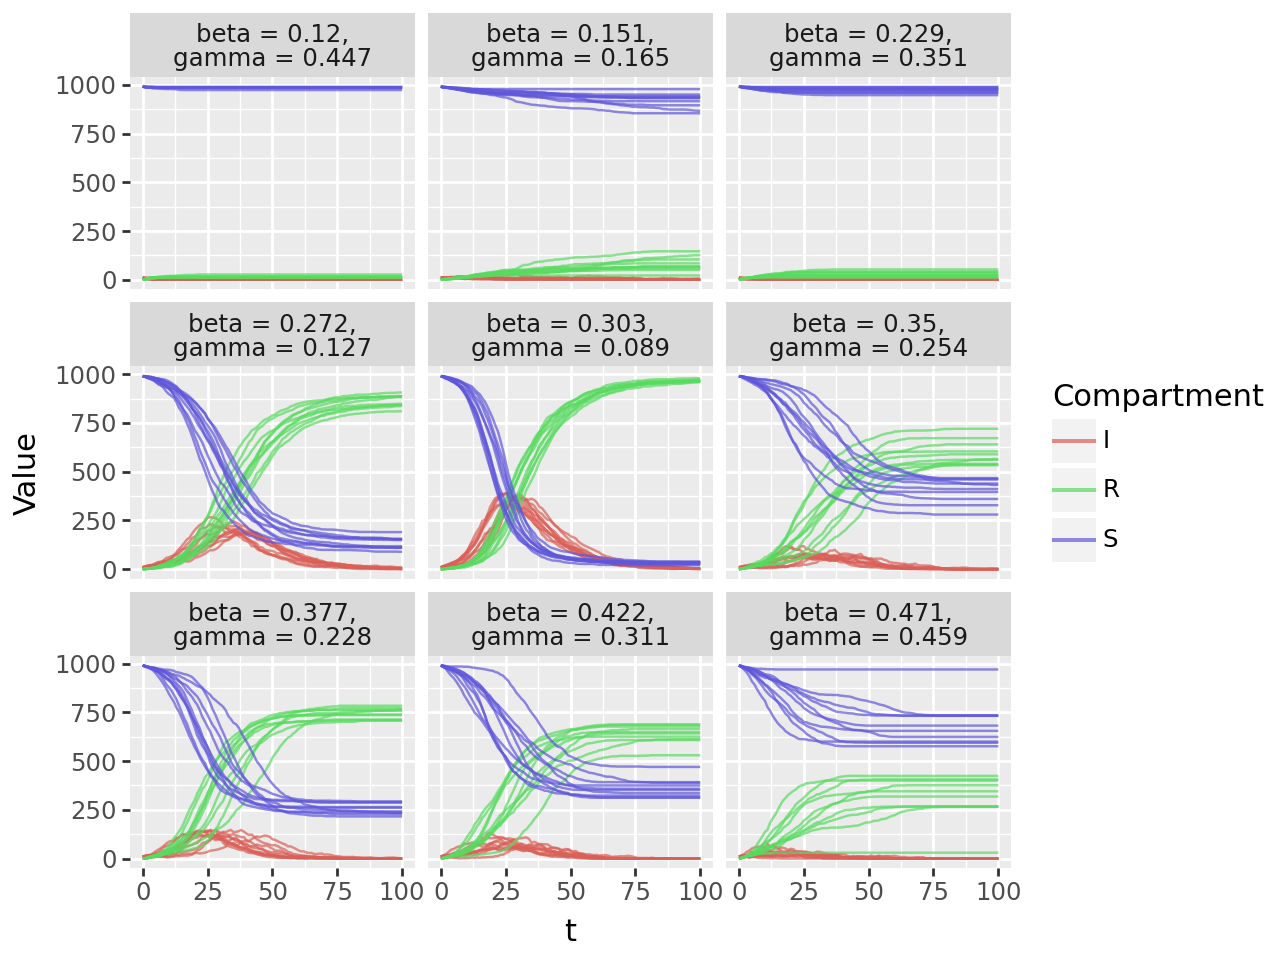 beta = 0.12,
gamma = 0.447
beta = 0.151,
gamma = 0.165
beta = 0.229,
gamma = 0.351
1000
750
500
250
0
beta = 0.272,
gamma = 0.127
beta = 0.303,
gamma = 0.089
beta = 0.35,
gamma = 0.254
1000
750
500
250
0
beta = 0.377,
gamma = 0.228
beta = 0.422,
gamma = 0.311
beta = 0.471,
gamma = 0.459
1000
750
500
250
0
0 25 50 75 100
0 25 50 75 100
0 25 50 75 100
t
Value
Compartment
I
R
S